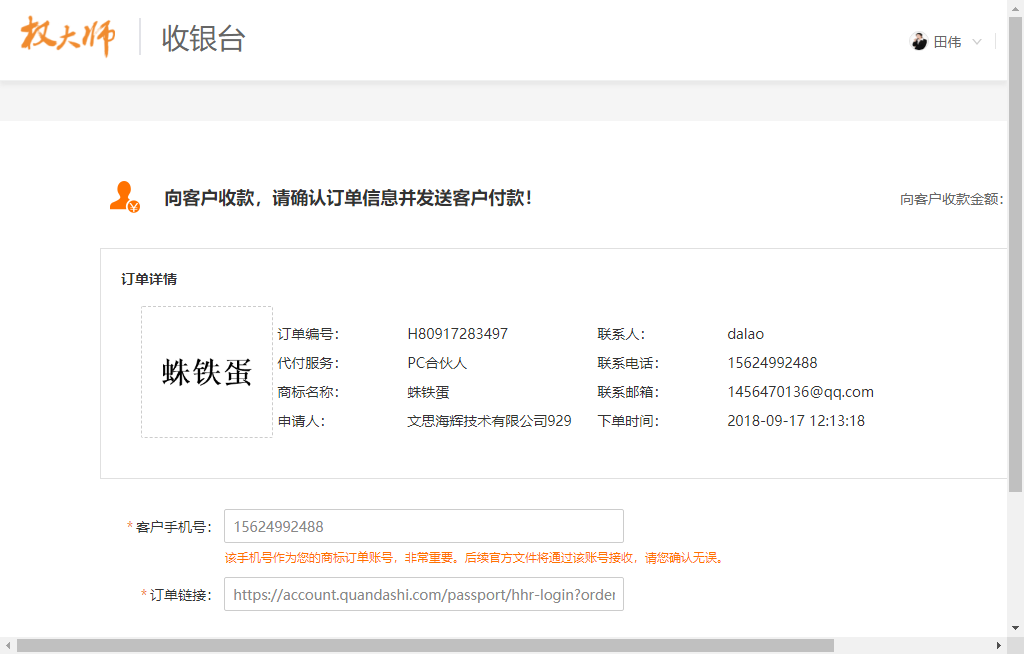 权大师 收银台 田伟
向客户收款，请确认订单信息并发送客户付款！ 向客户收款金额：
订单详情
蛛铁蛋
订单编号： H80917283497 联系人： dalao
代付服务： PC合伙人 联系电话： 15624992488
商标名称： 蛛铁蛋 联系邮箱： 1456470136@qq.com
申请人： 文思海辉技术有限公司929 下单时间： 2018-09-17 12:13:18
*客户手机号： 15624992488
该手机号作为您的商标订单账号，非常重要。后续官方文件将通过该账号接收，请您确认无误。
*订单链接： https://account.quandashi.com/passport/hhr-login?order